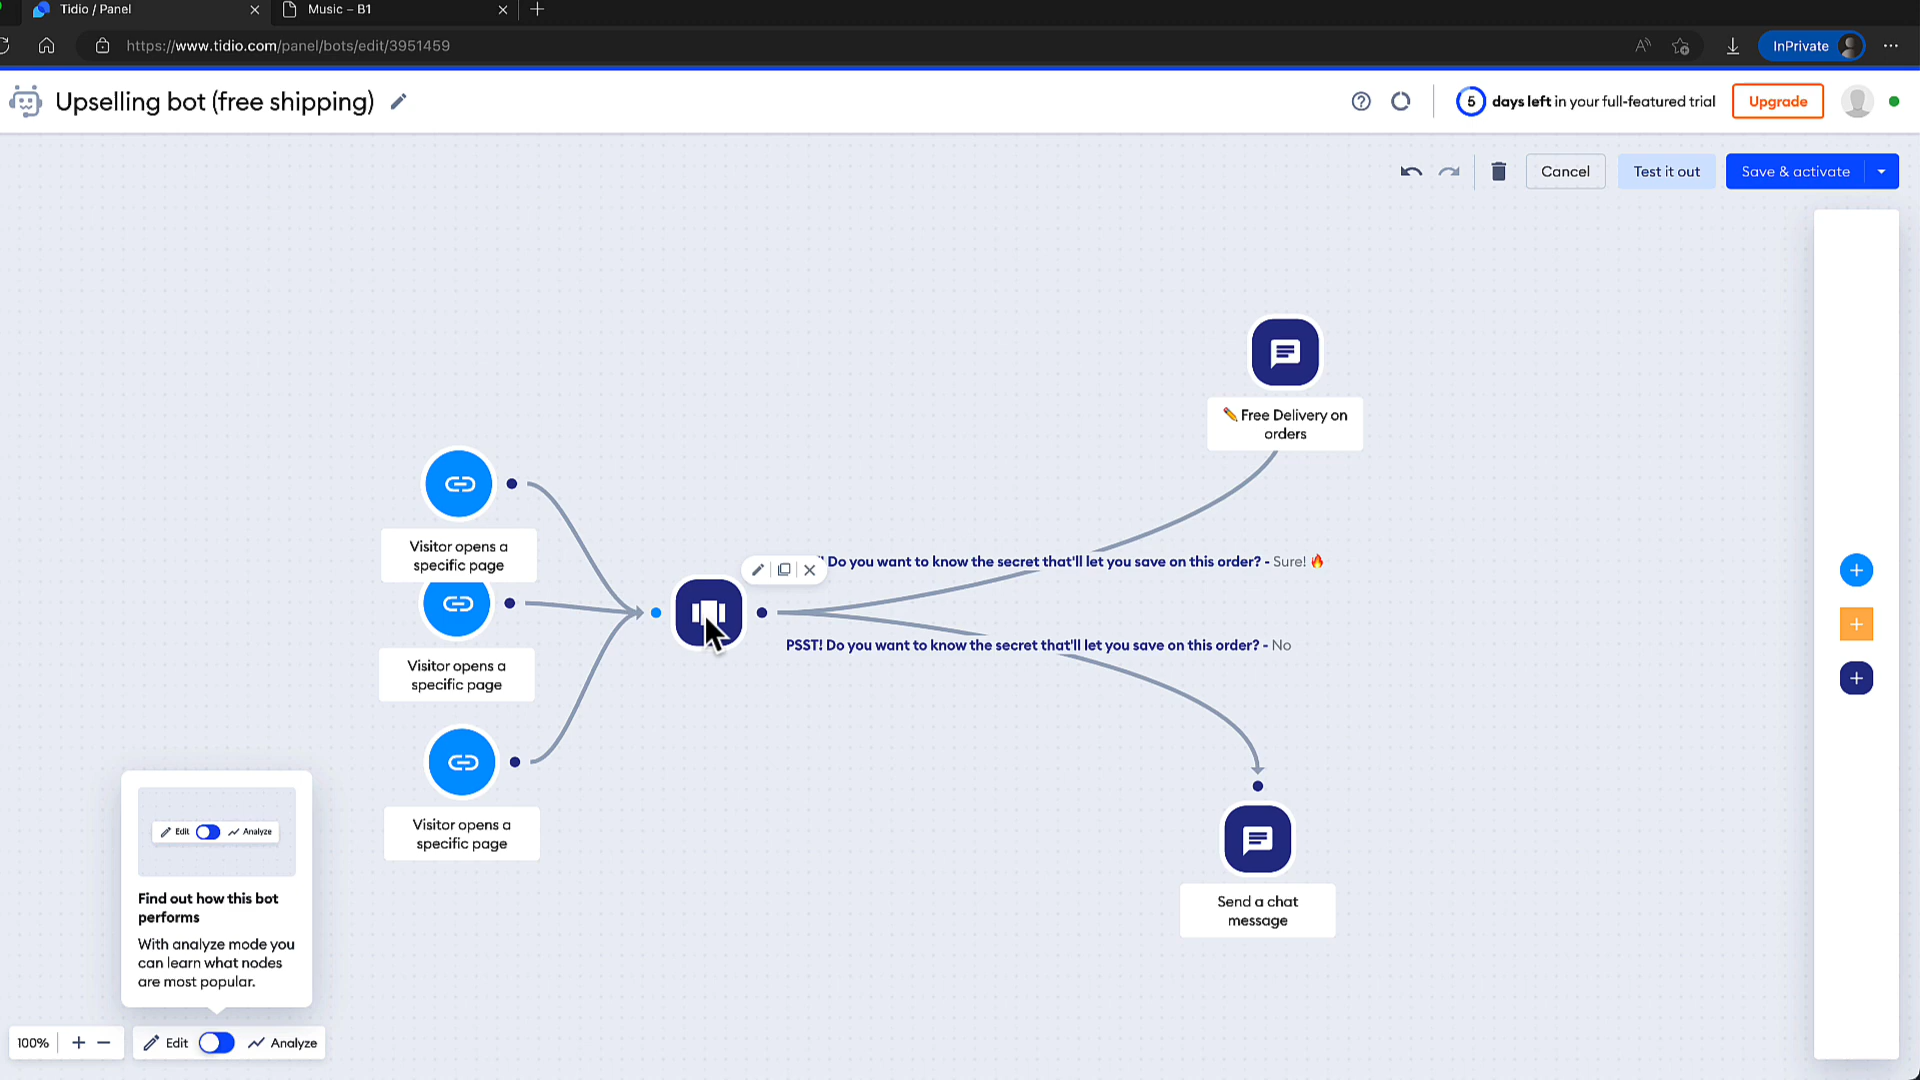 Tidio / Panel
Music – B1
https://www.tidio.com/panel/bots/edit/3951459
InPrivate
Upselling bot (free shipping)
5 days left in your full-featured trial
Upgrade
Cancel
Test it out
Save & activate
✏️ Free Delivery on
orders
Visitor opens a
specific page
! Do you want to know the secret that'll let you save on this order? - Sure! 🔥
PSST! Do you want to know the secret that'll let you save on this order? - No
Visitor opens a
specific page
Visitor opens a
specific page
Send a chat
message
Edit Analyze
Find out how this bot
performs
With analyze mode you
can learn what nodes
are most popular.
100% + −
Edit Analyze